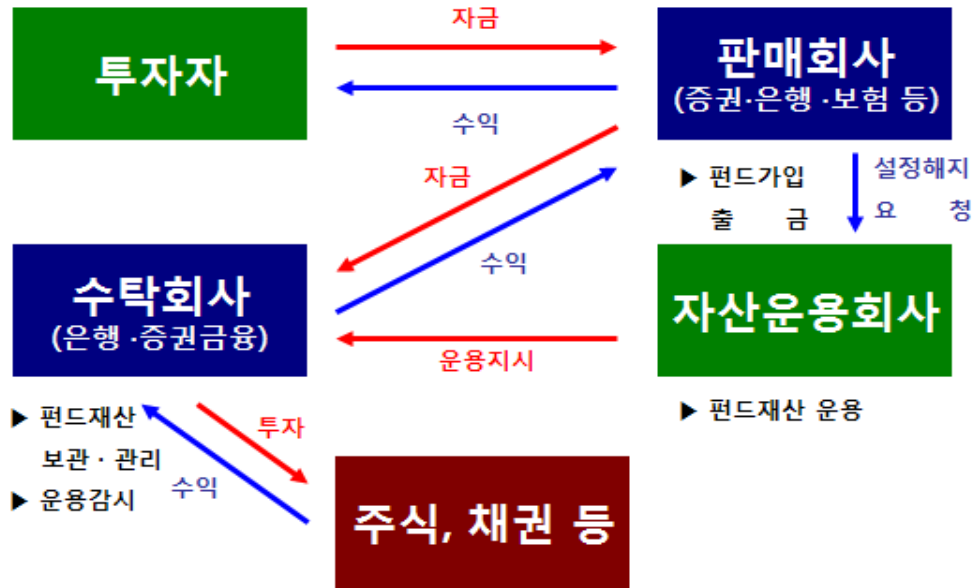 자금
투자자
판매회사
(증권·은행 ·보험 등)
수익
자금
▶ 펀드가입
출 금
설정해지
요 청
수익
수탁회사
(은행 ·증권금융)
자산운용회사
운용지시
▶ 펀드재산
보관 · 관리
▶ 운용감시
투자
수익
▶ 펀드재산 운용
주식, 채권 등